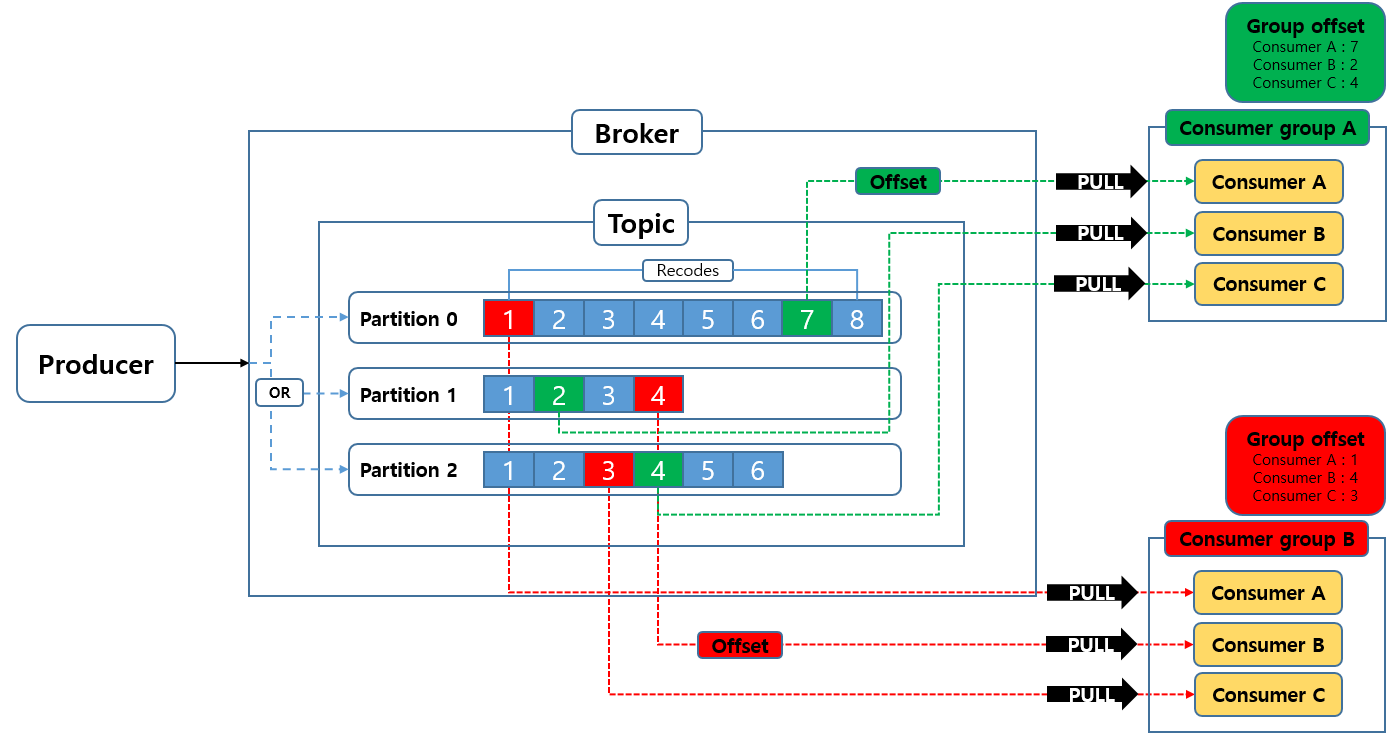 Group offset
Consumer A : 7
Consumer B : 2
Consumer C : 4
Broker
Consumer group A
Offset
PULL
Consumer A
Topic
PULL
Consumer B
Recodes
PULL
Consumer C
Partition 0
1 2 3 4 5 6 7 8
Producer
OR
Partition 1
1 2 3 4
Partition 2
1 2 3 4 5 6
Group offset
Consumer A : 1
Consumer B : 4
Consumer C : 3
Consumer group B
PULL
Consumer A
Offset
PULL
Consumer B
PULL
Consumer C